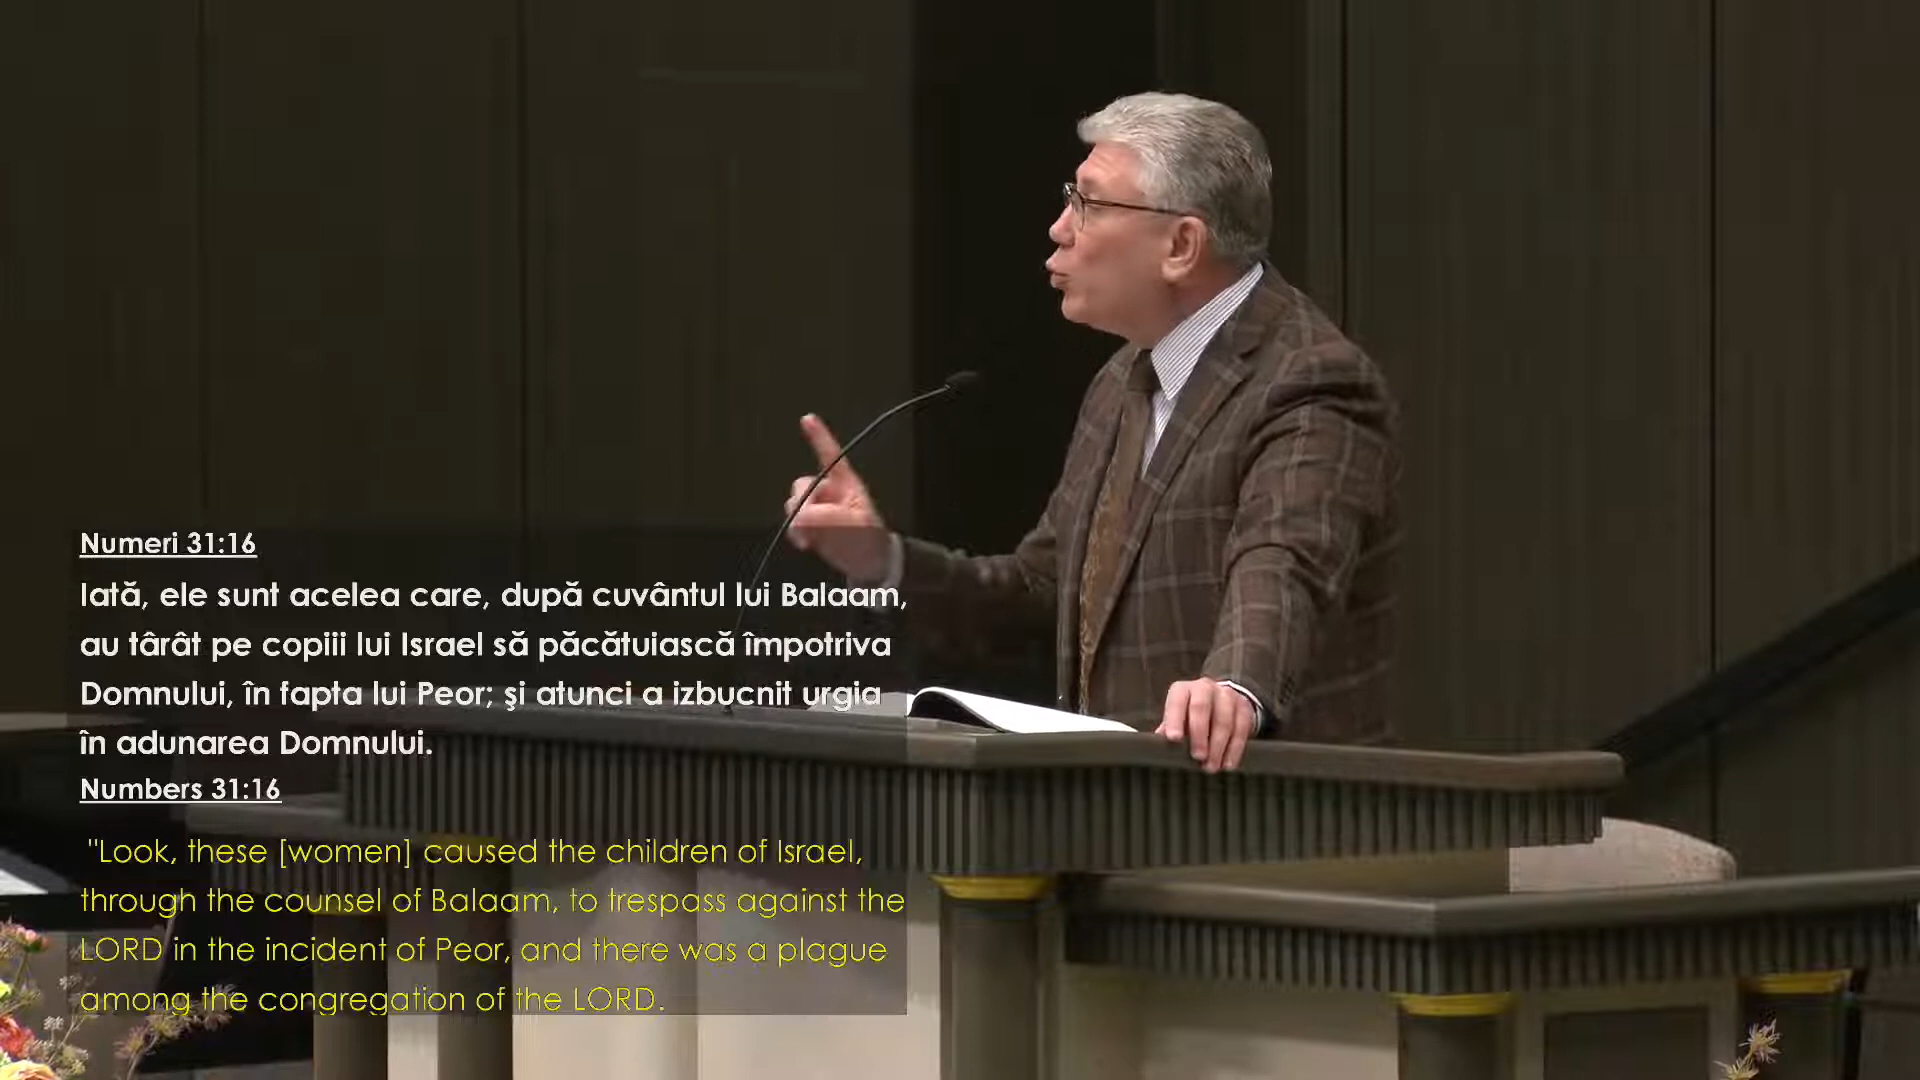 Numeri 31:16
Iată, ele sunt acelea care, după cuvântul lui Balaam,
au târât pe copiii lui Israel să păcătuiască împotriva
Domnului, în fapta lui Peor; şi atunci a izbucnit urgia
în adunarea Domnului.
Numbers 31:16
"Look, these [women] caused the children of Israel,
through the counsel of Balaam, to trespass against the
LORD in the incident of Peor, and there was a plague
among the congregation of the LORD.